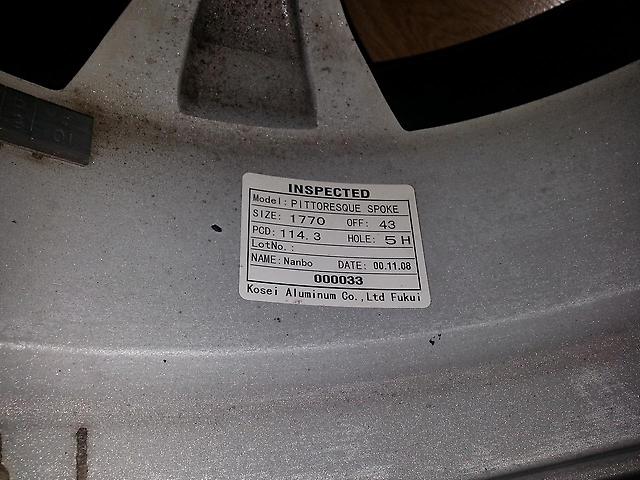 INSPECTED
Model: PITTORESQUE SPOKE
SIZE: 1770 OFF: 43
PCD: 114.3 HOLE: 5H
LotNo.:
NAME: Nanbo DATE: 00.11.08
000033
Kosei Aluminum Co.,Ltd Fukui